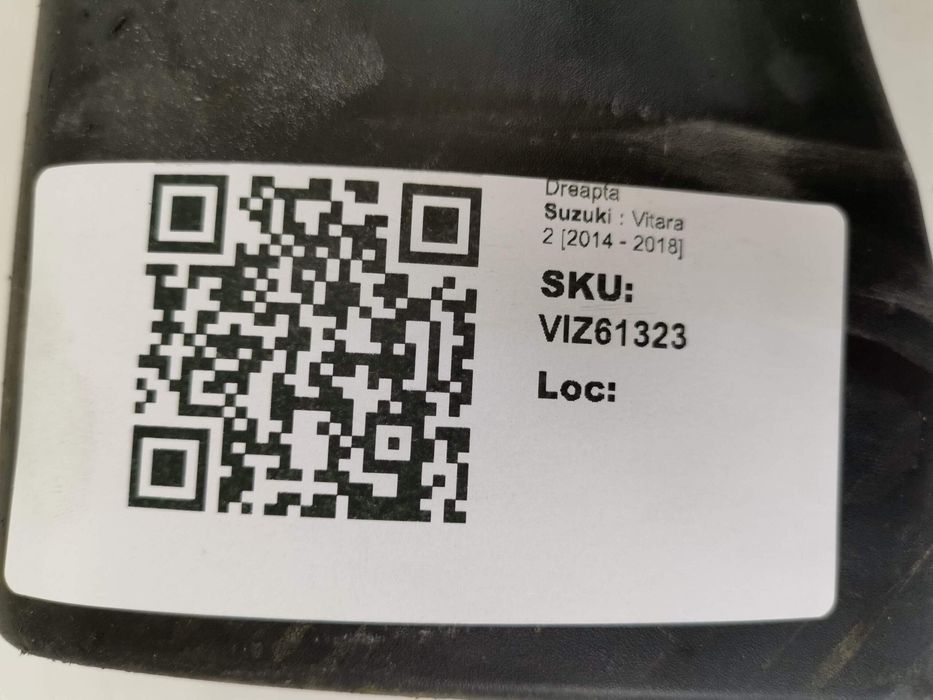 Dreapta
Suzuki : Vitara
2 [2014 - 2018]
SKU:
VIZ61323
Loc: